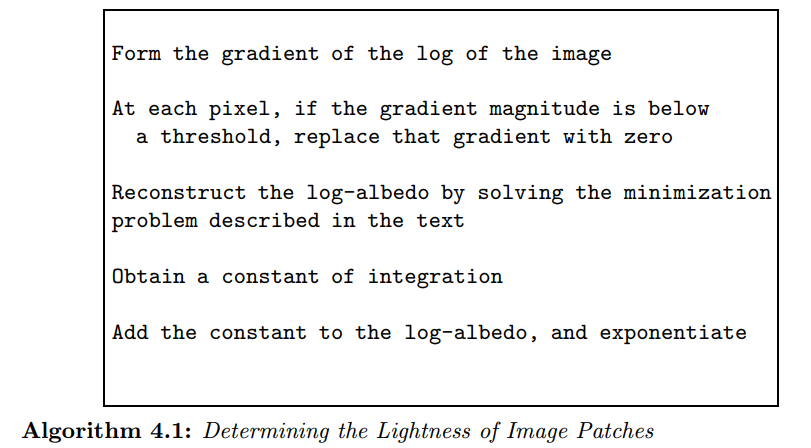 Form the gradient of the log of the image
At each pixel, if the gradient magnitude is below
a threshold, replace that gradient with zero
Reconstruct the log-albedo by solving the minimization
problem described in the text
Obtain a constant of integration
Add the constant to the log-albedo, and exponentiate
Algorithm 4.1: Determining the Lightness of Image Patches